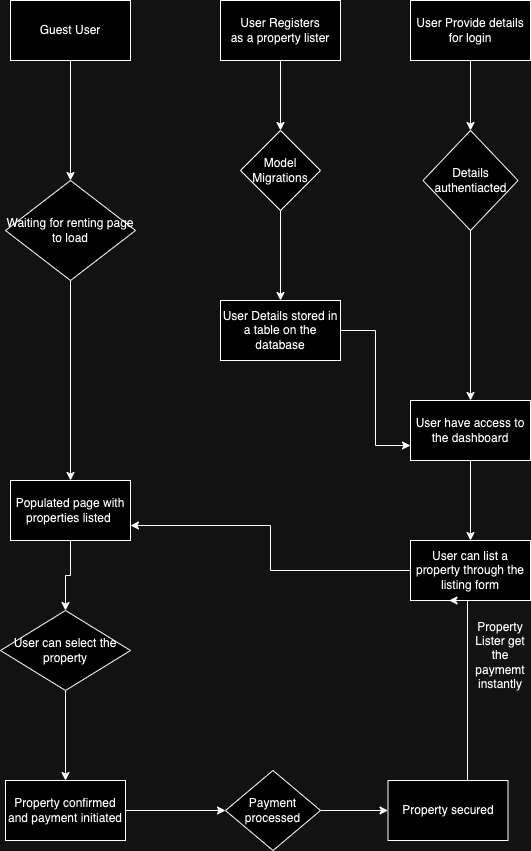 Guest User
User Registers
as a property lister
User Provide details
for login
Model
Migrations
Details
authentiacted
Waiting for renting page
to load
User Details stored in
a table on the
database
User have access to
the dashboard
Populated page with
properties listed
User can list a
property through the
listing form
User can select the
property
Property
Lister get
the
paymemt
instantly
Property confirmed
and payment initiated
Payment
processed
Property secured